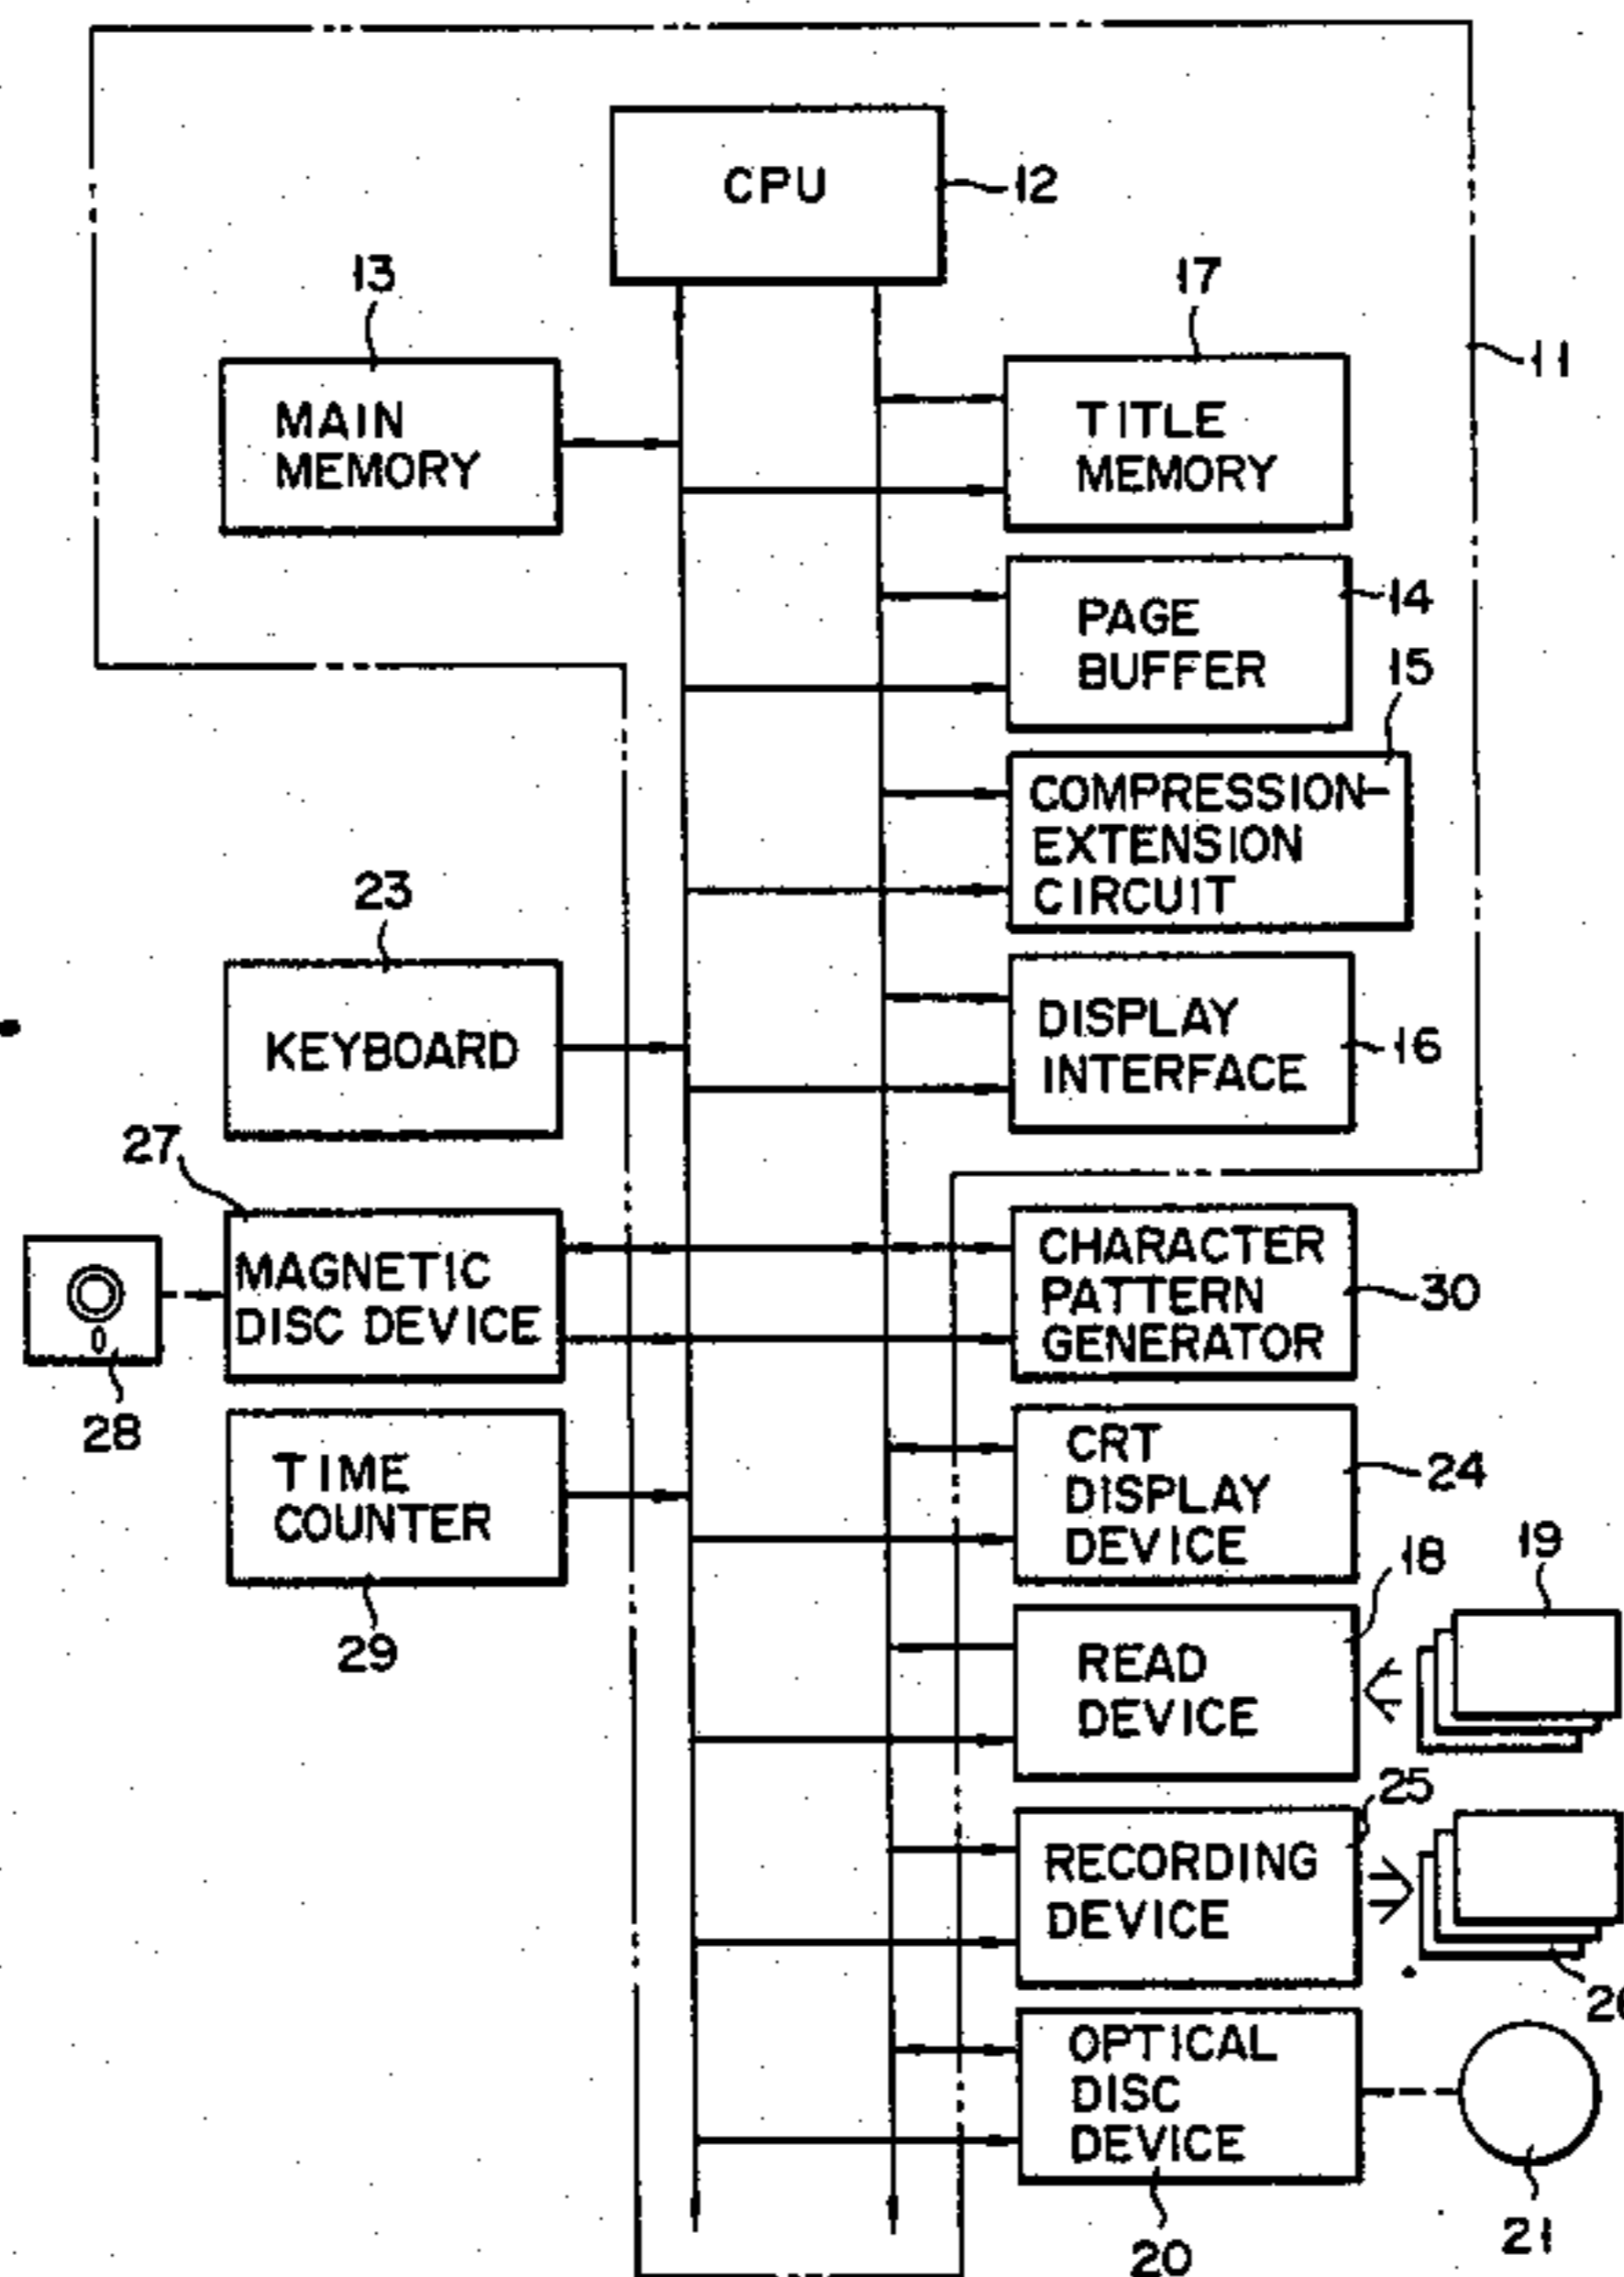 CPU
12
13
17
11
MAIN
MEMORY
TITLE
MEMORY
14
PAGE
BUFFER
15
COMPRESSION-
EXTENSION
CIRCUIT
23
KEYBOARD
DISPLAY
INTERFACE
16
27
MAGNETIC
DISC DEVICE
28
CHARACTER
PATTERN
GENERATOR
30
TIME
COUNTER
29
CRT
DISPLAY
DEVICE
24
18
19
READ
DEVICE
25
RECORDING
DEVICE
OPTICAL
DISC
DEVICE
20
21